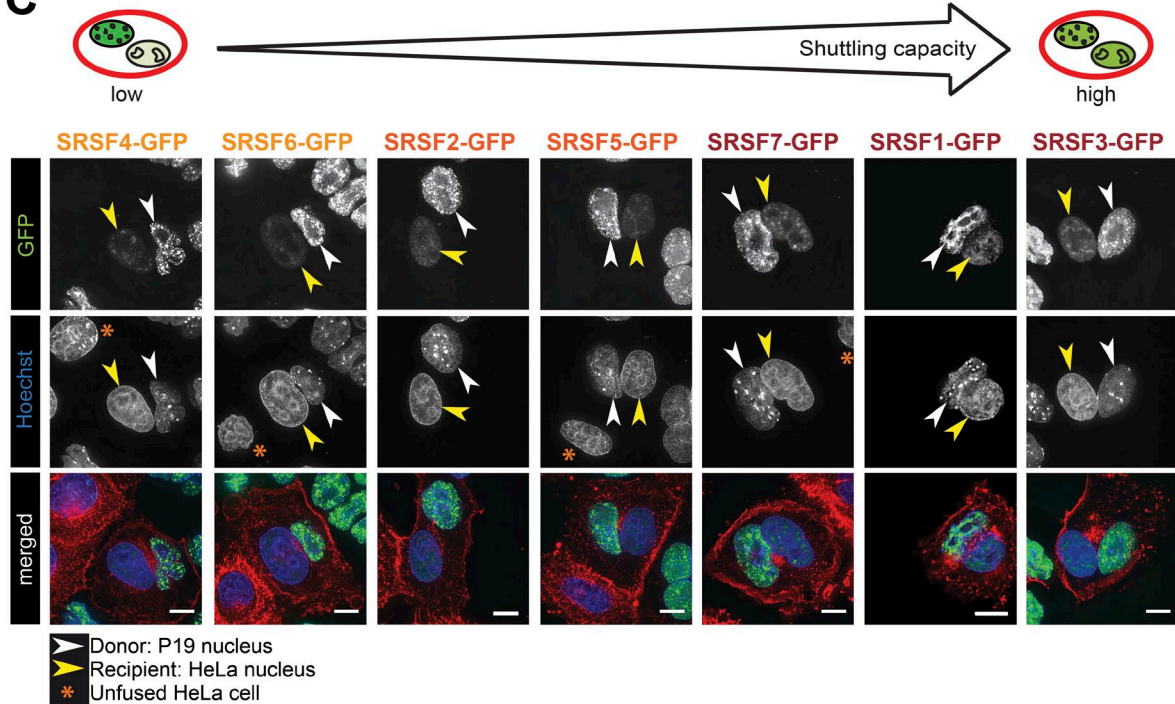 C
Shuttling capacity
low
high
SRSF4-GFP SRSF6-GFP SRSF2-GFP SRSF5-GFP SRSF7-GFP SRSF1-GFP SRSF3-GFP
GFP
*
*
*
*
Hoechst
merged
Donor: P19 nucleus
Recipient: HeLa nucleus
* Unfused HeLa cell